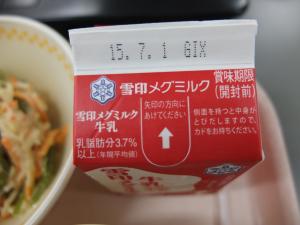 15.7.1 GIX
雪印メグミルク
賞味期限
(開封前)
雪印メグミルク
牛乳
乳脂肪分3.7%
以上(年間平均値)
矢印の方向に
あけてください
側面を持つと中身が
とびだしますので、
カドをお持ちください。
雪印
牛乳